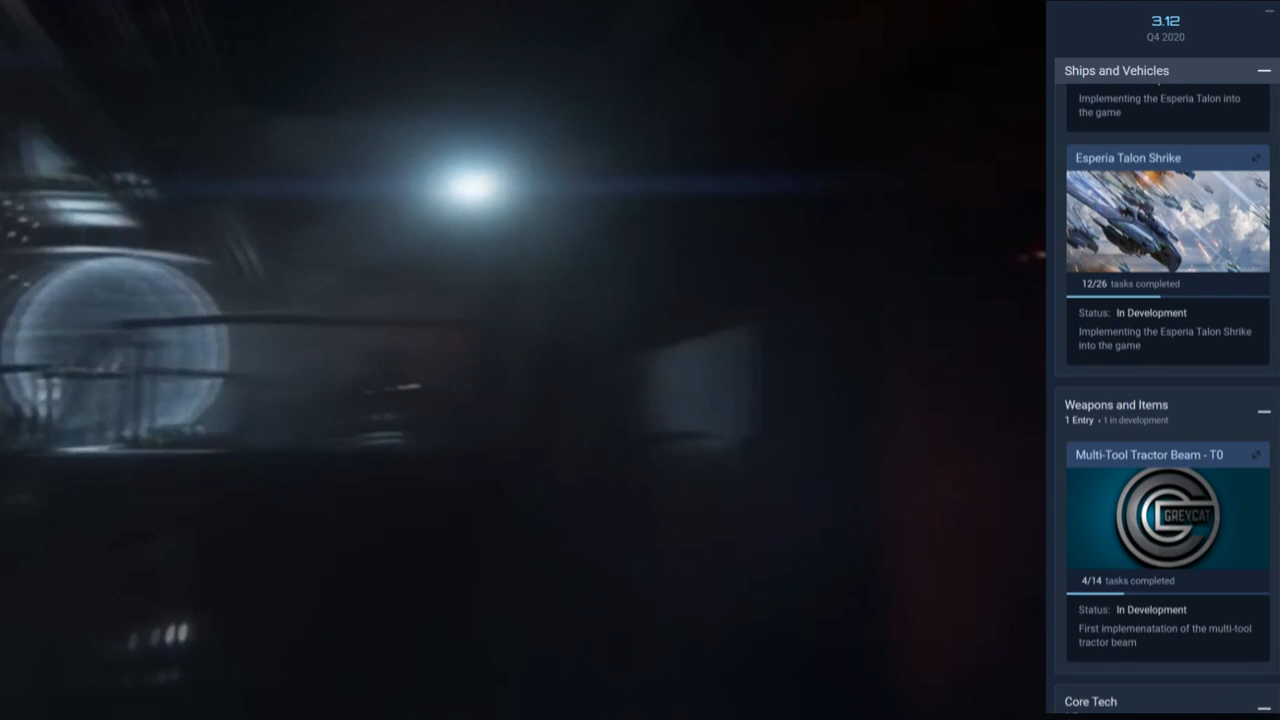 3.12
Q4 2020
Ships and Vehicles
Implementing the Esperia Talon into
the game
Esperia Talon Shrike
12/26 tasks completed
Status: In Development
Implementing the Esperia Talon Shrike
into the game
Weapons and Items
1 Entry • 1 in development
Multi-Tool Tractor Beam - T0
GREYCAT
4/14 tasks completed
Status: In Development
First implemenatation of the multi-tool
tractor beam
Core Tech